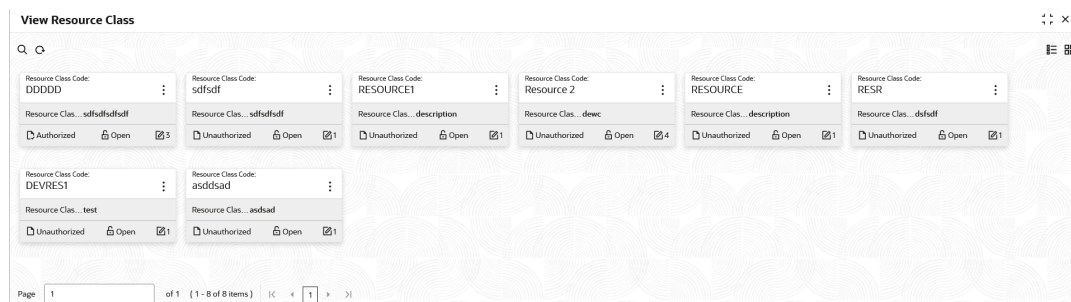 View Resource Class
Resource Class Code:
DDDDD
Resource Clas... sdfsdfsdfsdf
Authorized Open 3
Resource Class Code:
sdfsdf
Resource Clas... sdfsdfsdf
Unauthorized Open 1
Resource Class Code:
RESOURCE1
Resource Clas... description
Unauthorized Open 1
Resource Class Code:
Resource 2
Resource Clas... dewc
Unauthorized Open 4
Resource Class Code:
RESOURCE
Resource Clas... description
Unauthorized Open 1
Resource Class Code:
RESR
Resource Clas... dsfsdf
Unauthorized Open 1
Resource Class Code:
DEVRES1
Resource Clas... test
Unauthorized Open 1
Resource Class Code:
asddsad
Resource Clas... asdsad
Unauthorized Open 1
Page 1 of 1 ( 1 - 8 of 8 items ) 1